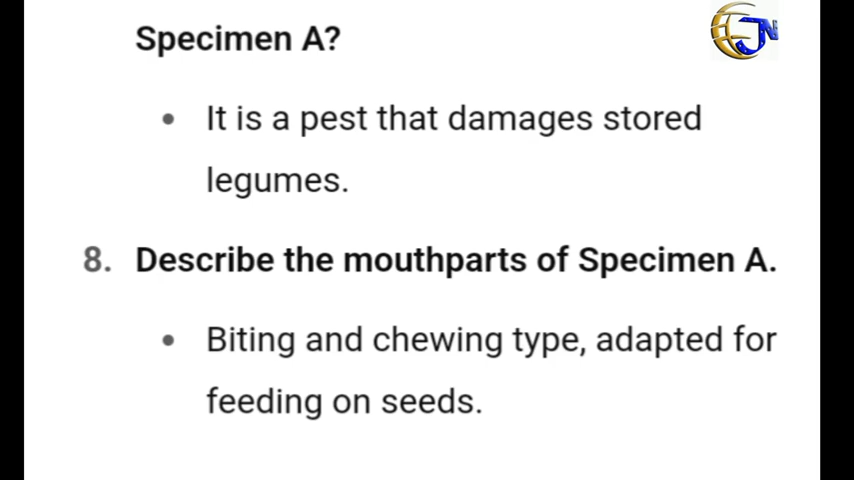 Specimen A?
• It is a pest that damages stored
legumes.
8. Describe the mouthparts of Specimen A.
• Biting and chewing type, adapted for
feeding on seeds.